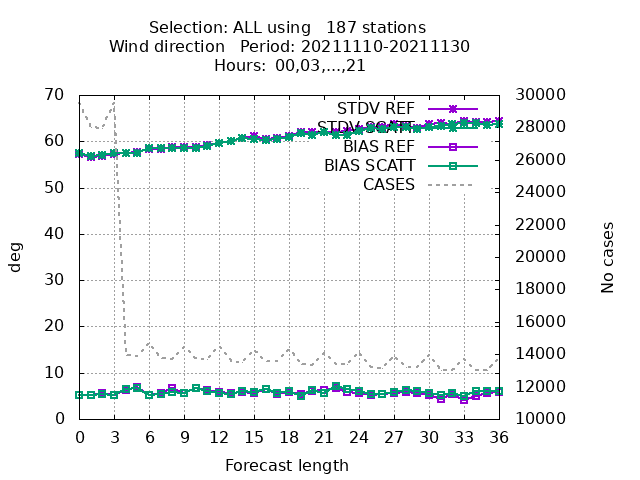 Selection: ALL using   187 stations
Wind direction   Period: 20211110-20211130
Hours: 00,03,...,21
70
60
50
40
30
20
10
0
deg
30000
28000
26000
24000
22000
20000
18000
16000
14000
12000
10000
No cases
STDV REF
STDV SCATT
BIAS REF
BIAS SCATT
CASES
0 3 6 9 12 15 18 21 24 27 30 33 36
Forecast length